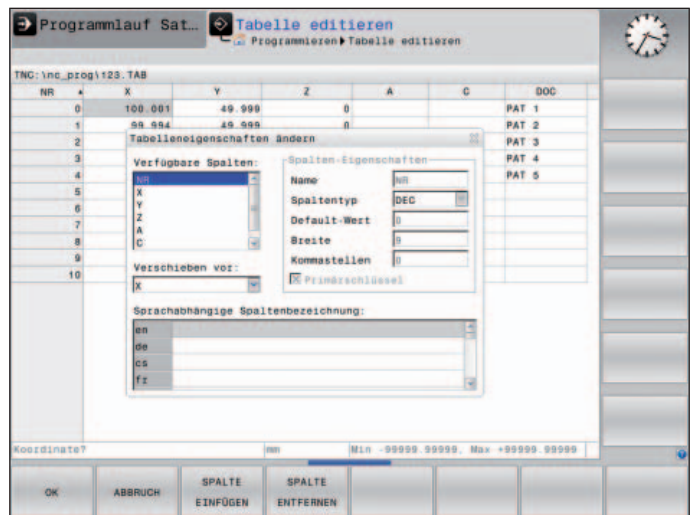 Programmlauf Sat… Tabelle editieren
Programmieren Tabelle editieren
TNC:\nc_prog\123.TAB
NR X Y Z A C DOC
0 100.001 49.999 0 PAT 1
1 99.994 49.999 0 PAT 2
2 PAT 3
3 PAT 4
4 PAT 5
5
6
7
8
9
10
Tabelleneigenschaften ändern
Verfügbare Spalten:
NR
X
Y
Z
A
C
Verschieben vor:
X
Spalten-Eigenschaften
Name NR
Spaltentyp DEC
Default-Wert 0
Breite 9
Kommastellen 0
Primärschlüssel
Sprachabhängige Spaltenbezeichnung:
en
de
cs
fr
Koordinate? mm Min -99999.99999, Max +99999.99999
OK ABBRUCH SPALTE EINFÜGEN SPALTE ENTFERNEN